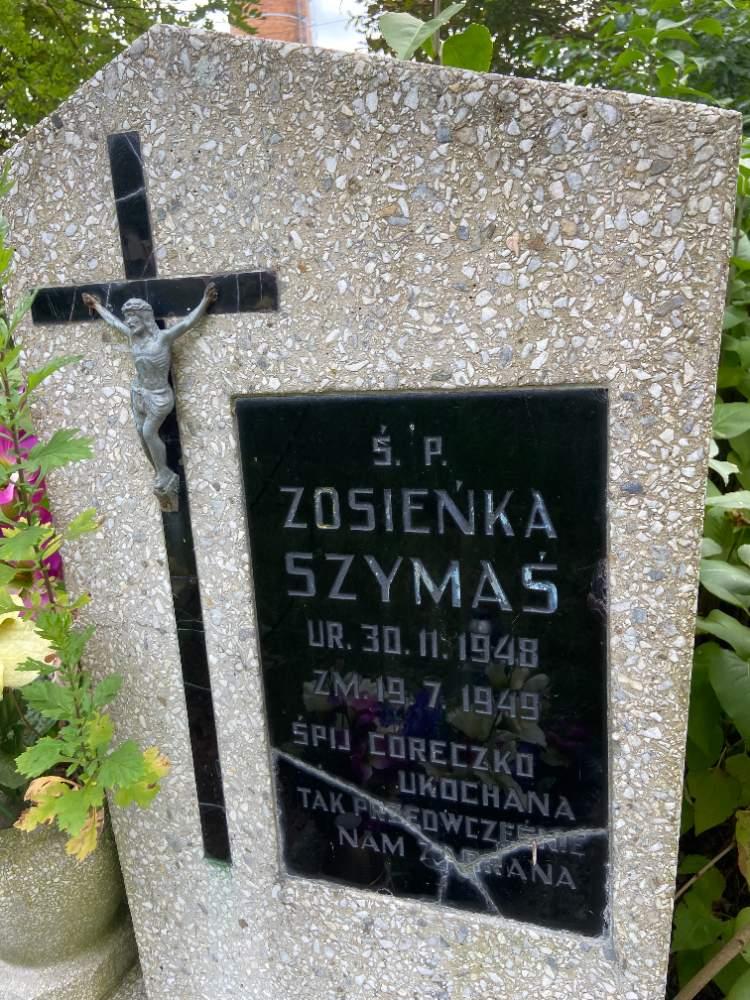 Ś. P.
ZOSIEŃKA
SZYMAŚ
UR. 30.11.1948
ZM. 19.7.1949
ŚPIJ CÓRECZKO
UKOCHANA
TAK PRZEDWCZEŚNIE
NAM ZABRANA